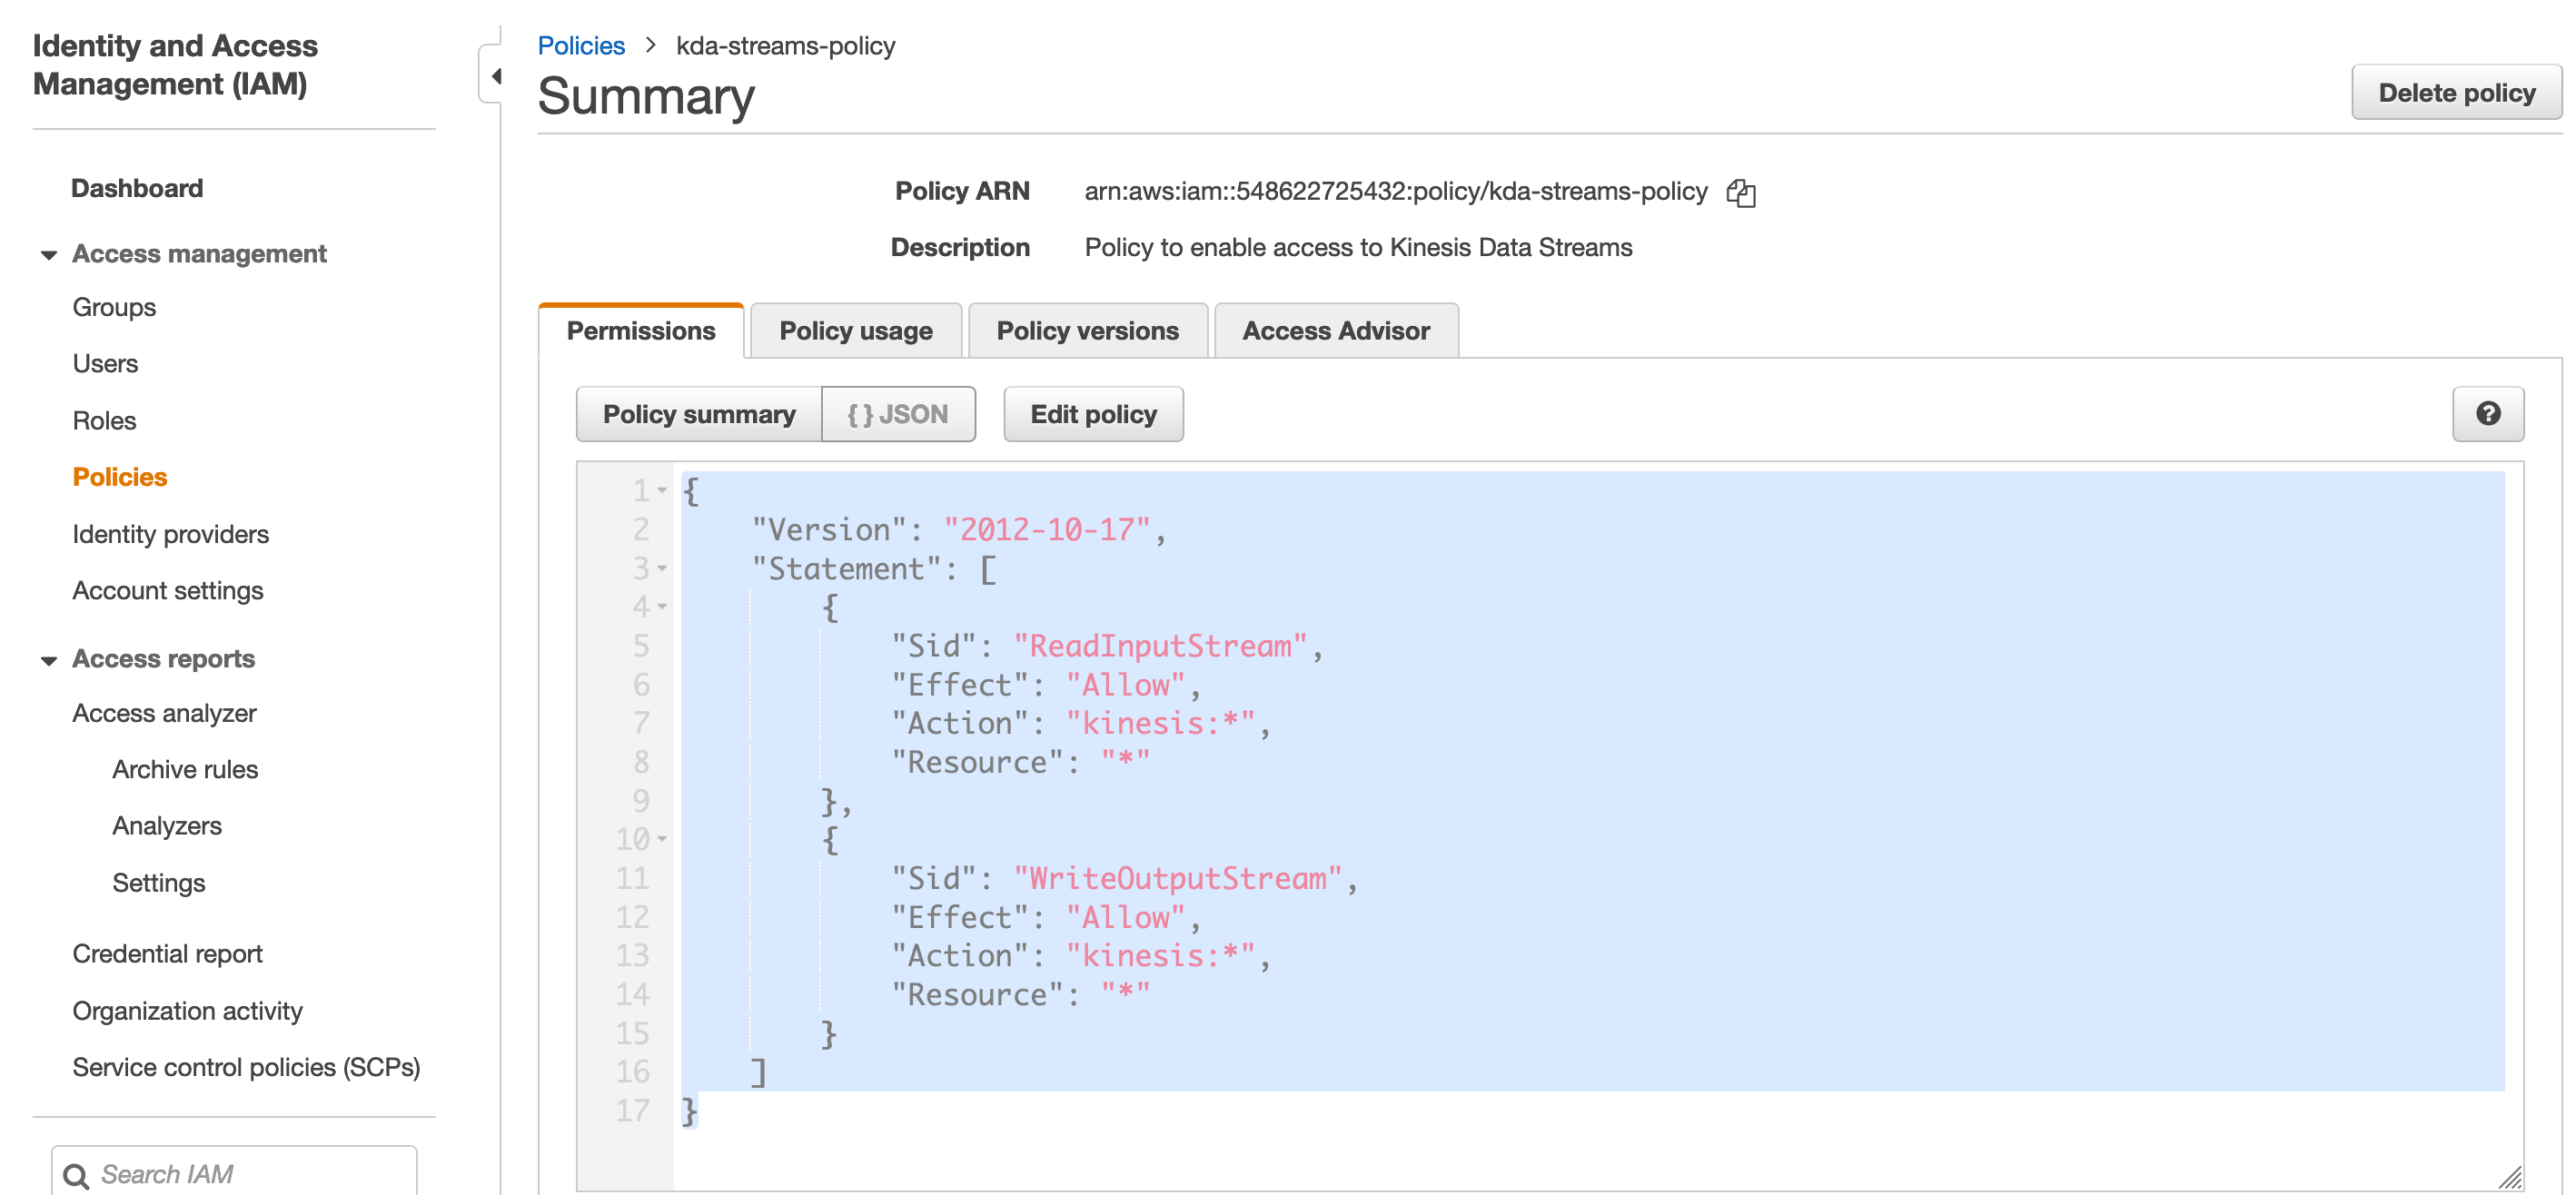 Identity and Access
Management (IAM)
Dashboard
Access management
Groups
Users
Roles
Policies
Identity providers
Account settings
Access reports
Access analyzer
Archive rules
Analyzers
Settings
Credential report
Organization activity
Service control policies (SCPs)
Search IAM
Policies > kda-streams-policy
Summary
Delete policy
Policy ARN arn:aws:iam::548622725432:policy/kda-streams-policy
Description Policy to enable access to Kinesis Data Streams
Permissions Policy usage Policy versions Access Advisor
Policy summary { } JSON Edit policy ?
1 {
2 "Version": "2012-10-17",
3 "Statement": [
4 {
5 "Sid": "ReadInputStream",
6 "Effect": "Allow",
7 "Action": "kinesis:*",
8 "Resource": "*"
9 },
10 {
11 "Sid": "WriteOutputStream",
12 "Effect": "Allow",
13 "Action": "kinesis:*",
14 "Resource": "*"
15 }
16 ]
17 }